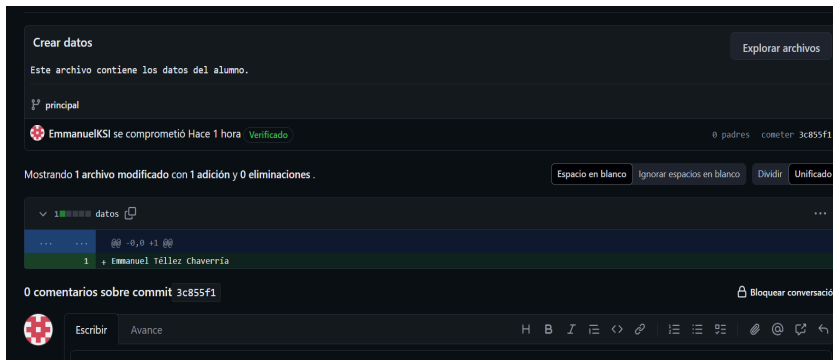 Crear datos
Explorar archivos
Este archivo contiene los datos del alumno.
principal
EmmanuelKSI se comprometió Hace 1 hora Verificado
0 padres cometer 3c855f1
Mostrando 1 archivo modificado con 1 adición y 0 eliminaciones .
Espacio en blanco Ignorar espacios en blanco Dividir Unificado
1 datos
@@ -0,0 +1 @@
1 + Emmanuel Téllez Chaverría
0 comentarios sobre commit 3c855f1
Bloquear conversació
Escribir Avance